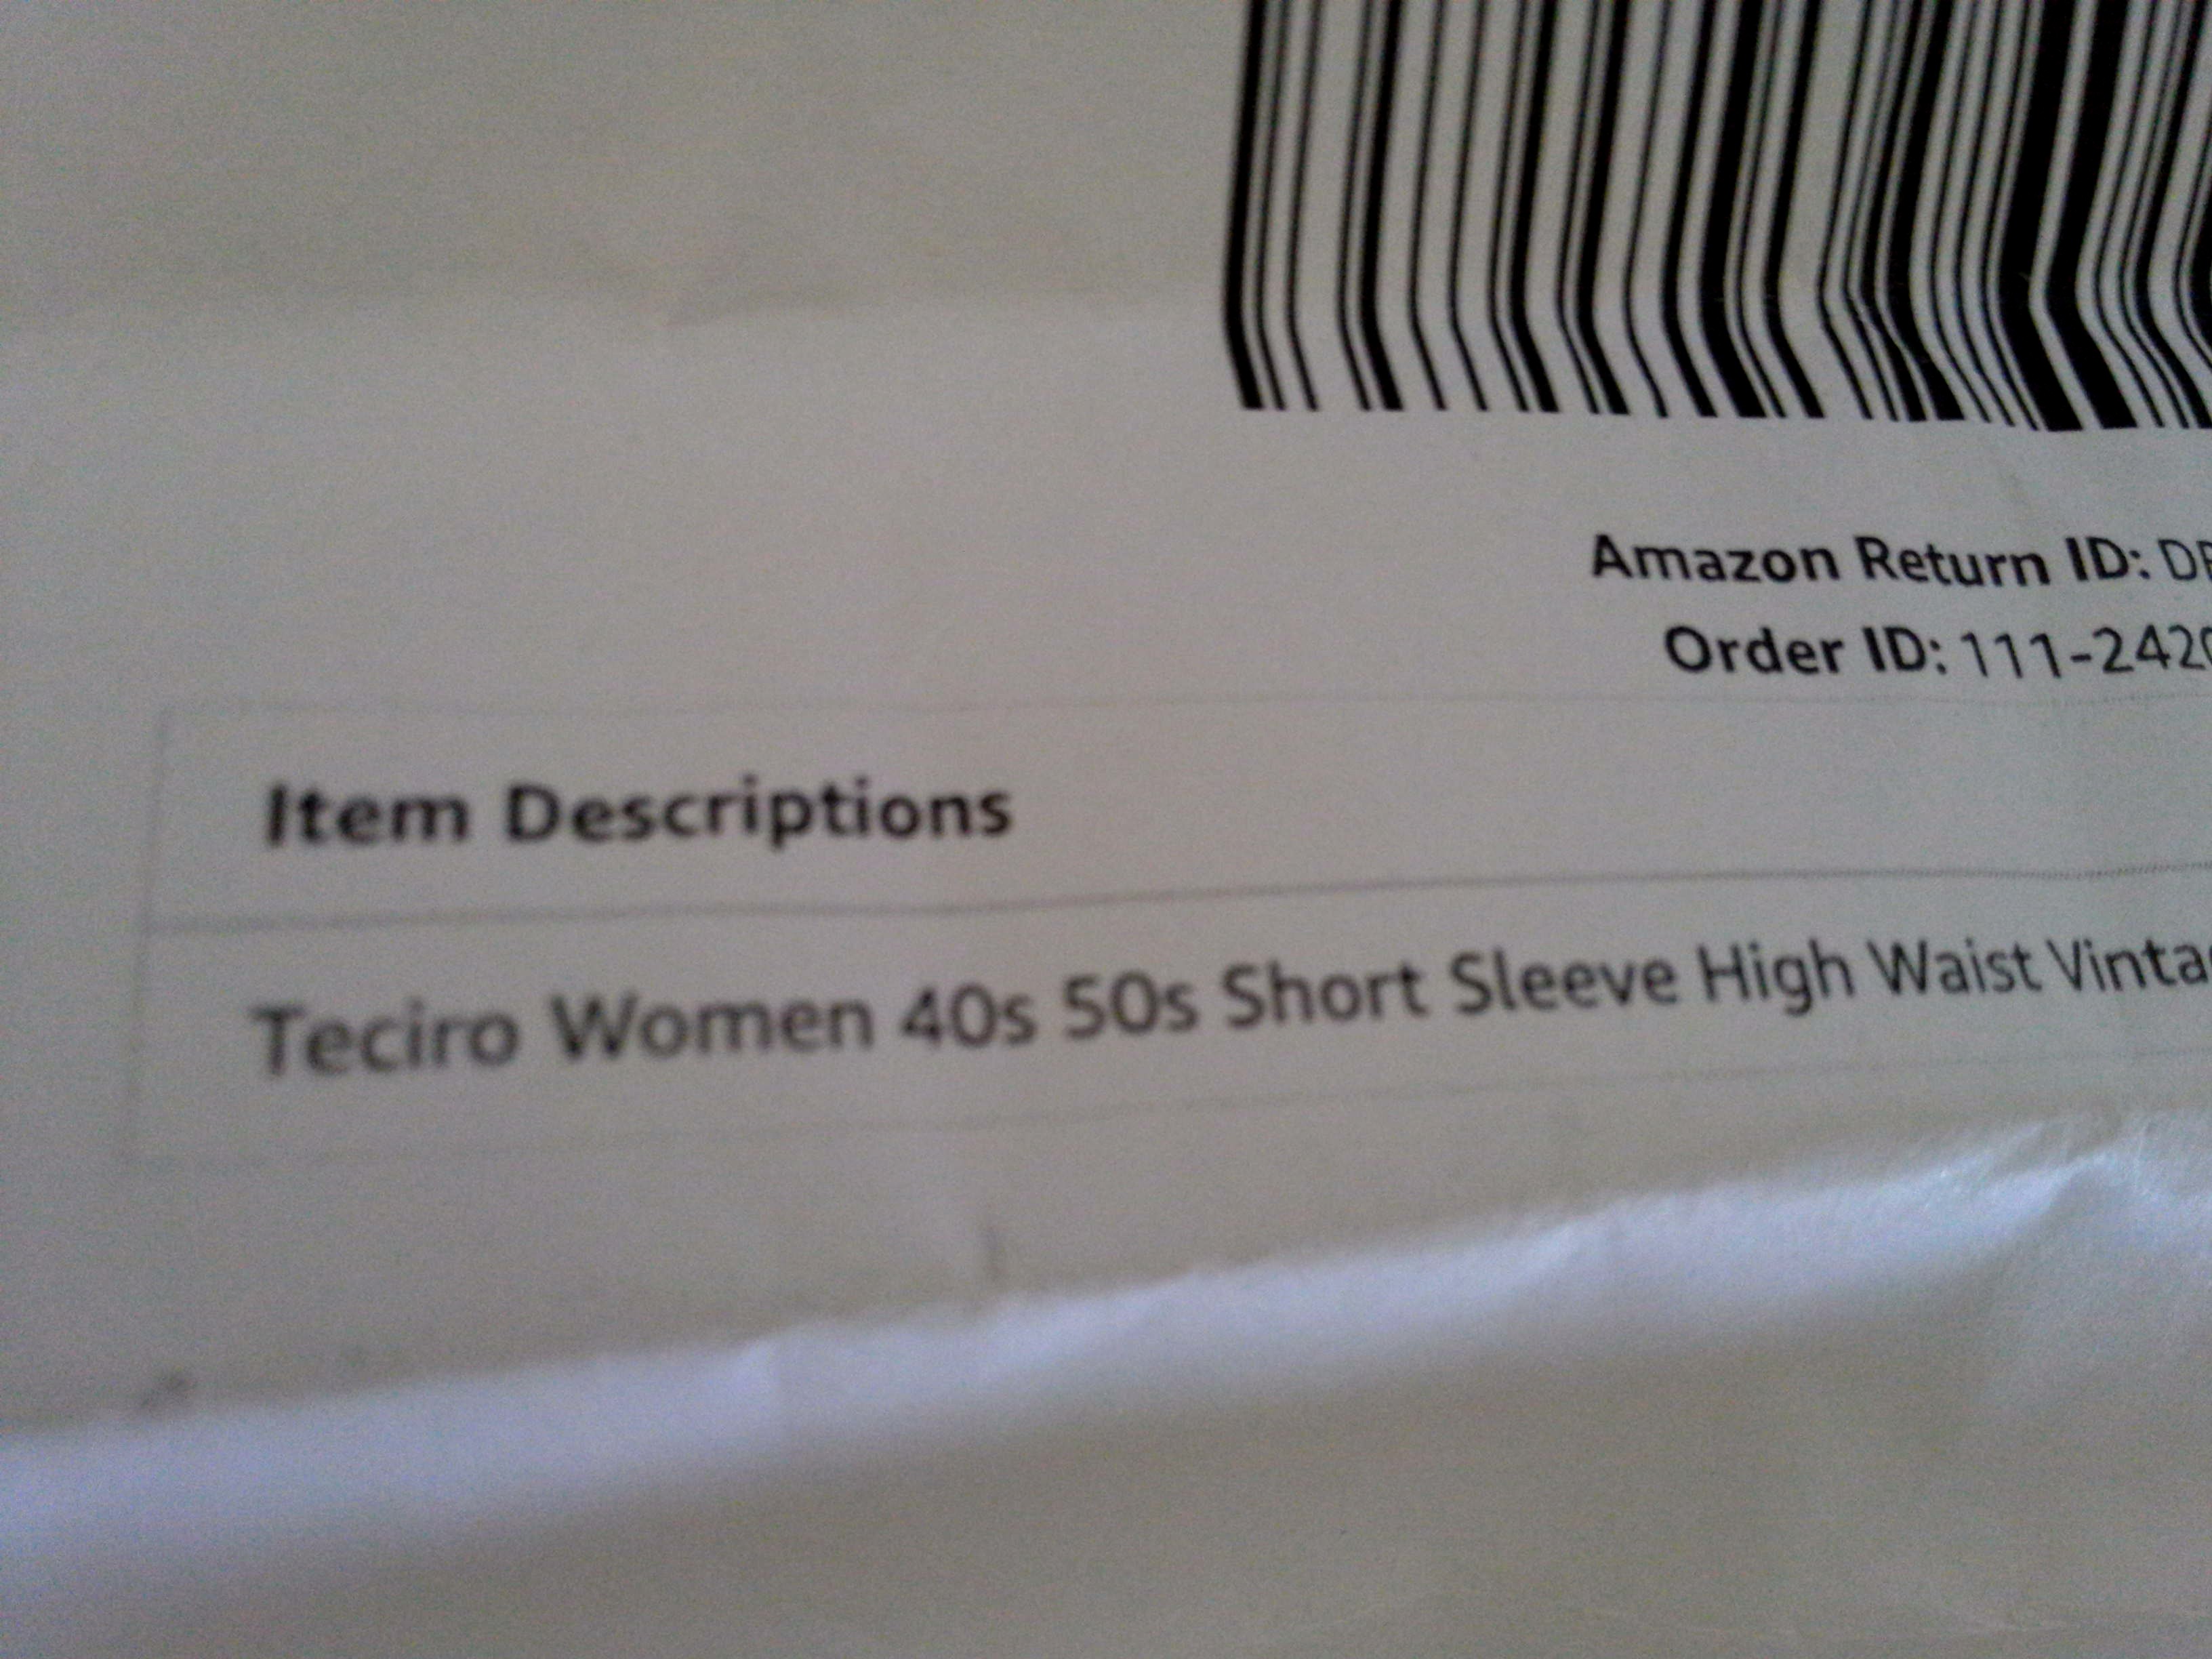 Amazon Return ID:
Order ID: 111-242
Item Descriptions
Teciro Women 40s 50s Short Sleeve High Waist